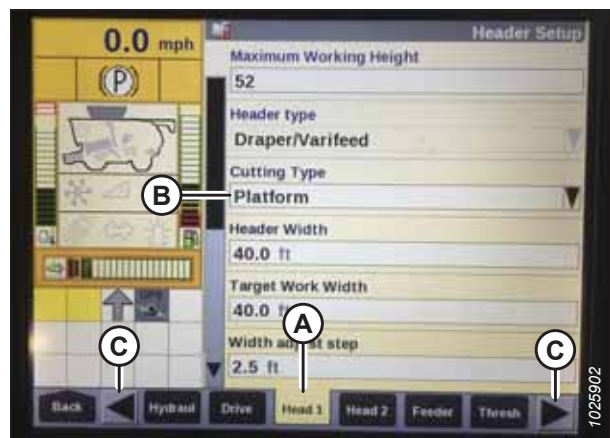 0.0 mph
Header Setup
(P)
Maximum Working Height
52
Header type
Draper/Varifeed
Cutting Type
B
Platform
Header Width
40.0 ft
Target Work Width
40.0 ft
A
Width adjust step
2.5 ft
C
C
Back
Hydraul
Drive
Head 1
Head 2
Feeder
Thresh
1025902